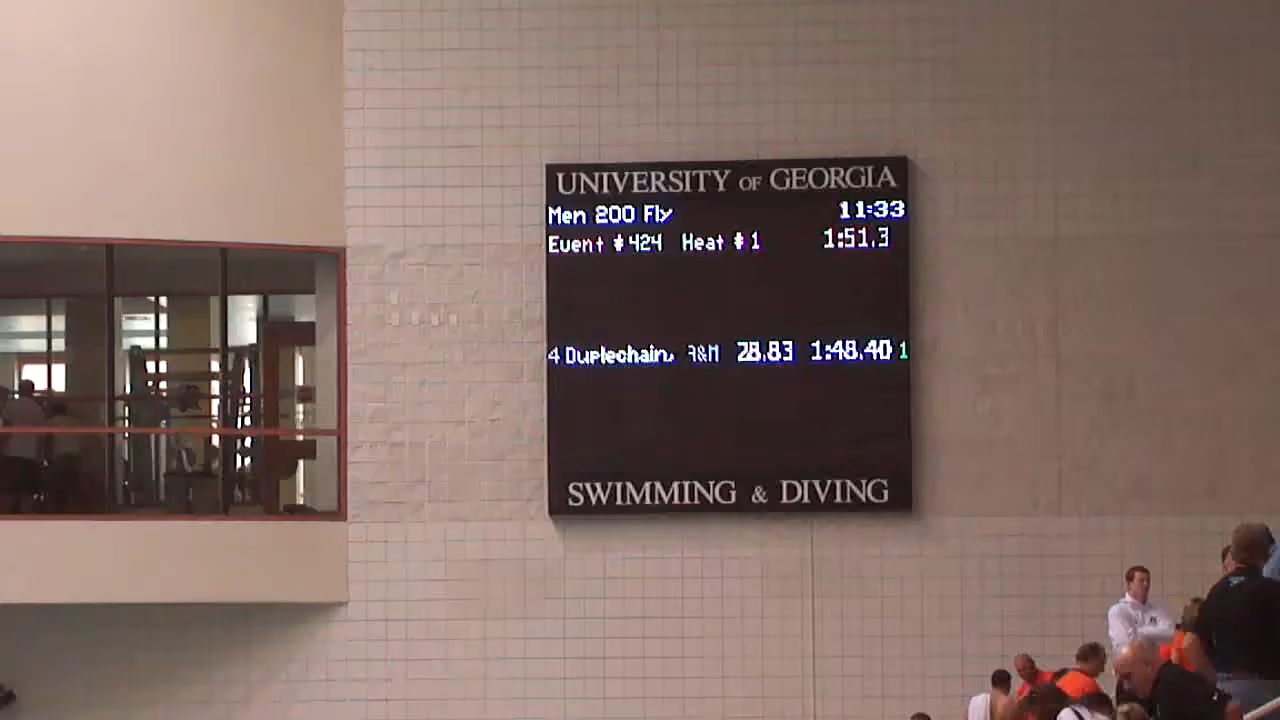 UNIVERSITY OF GEORGIA
Men 200 Fly 11:33
Event #424 Heat #1 1:51.3
4 Duplechain, A&M 28.83 1:48.40 1
SWIMMING & DIVING